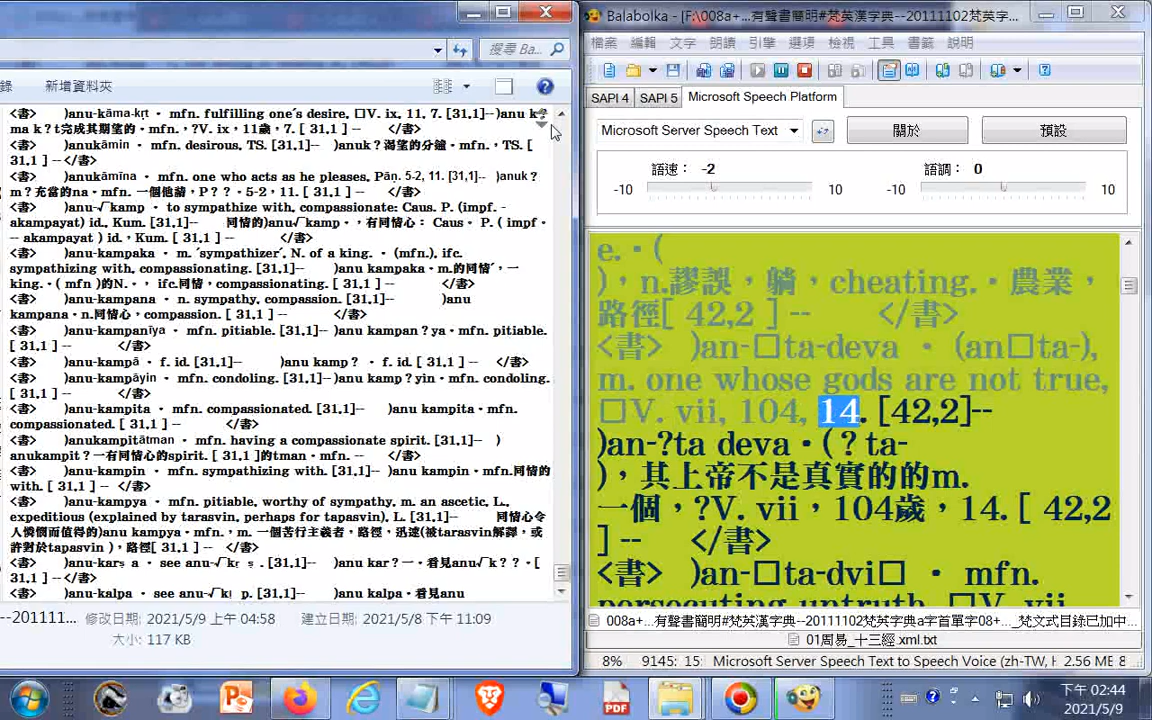 搜尋 Ba...
錄 新增資料夾
<書> )anu-kāma-kṛt ‧ mfn. fulfilling one's desire, □V. ix, 11, 7. [31,1]--)anu k?
ma k?t完成其期望的‧mfn.,?V. ix,11歲,7. [ 31,1 ]-- </書>
<書> )anukāmin ‧ mfn. desirous, TS. [31,1]-- )anuk?渴望的分鐘‧mfn.,TS. [
31,1 ]-- </書>
<書> )anukāmīna ‧ mfn. one who acts as he pleases, Pāṇ. 5-2, 11. [31,1]-- )anuk?
m?充當的na‧mfn. 一個他請,P??. 5-2,11. [ 31,1 ]-- </書>
<書> )anu-√kamp ‧ to sympathize with, compassionate: Caus. P. (impf. -
akampayat) id., Kum. [31,1]-- 同情的)anu√kamp‧,有同情心: Caus‧ P. ( impf‧
-- akampayat ) id.,Kum. [ 31,1 ]-- </書>
<書> )anu-kampaka ‧ m. 'sympathizer', N. of a king. ‧ (mfn.), ifc.
sympathizing with, compassionating. [31,1]-- )anu kampaka‧m.的同情´,一
king.‧( mfn )的N.‧, ifc.同情,compassionating. [ 31,1 ]-- </書>
<書> )anu-kampana ‧ n. sympathy, compassion. [31,1]-- )anu
kampana‧n.同情心,compassion. [ 31,1 ]-- </書>
<書> )anu-kampanīya ‧ mfn. pitiable. [31,1]-- )anu kampan?ya‧mfn. pitiable.
[ 31,1 ]-- </書>
<書> )anu-kampā ‧ f. id. [31,1]-- )anu kamp? ‧ f. id. [ 31,1 ]-- </書>
<書> )anu-kampāyin ‧ mfn. condoling. [31,1]-- )anu kamp?yin‧mfn. condoling.
[ 31,1 ]-- </書>
<書> )anu-kampita ‧ mfn. compassionated. [31,1]-- )anu kampita‧mfn.
compassionated. [ 31,1 ]-- </書>
<書> )anukampitātman ‧ mfn. having a compassionate spirit. [31,1]-- )
anukampit?一有同情心的spirit. [ 31,1 ]的tman‧mfn.-- </書>
<書> )anu-kampin ‧ mfn. sympathizing with. [31,1]-- )anu kampin‧mfn.同情的
with. [ 31,1 ]-- </書>
<書> )anu-kampya ‧ mfn. pitiable, worthy of sympathy, m. an ascetic, L.,
expeditious (explained by tarasvin, perhaps for tapasvin), L. [31,1]-- 同情心令
人憐憫而值得的)anu kampya‧mfn.,m. 一個苦行主義者,路徑,迅速(被tarasvin解釋,或
許對於tapasvin),路徑[ 31,1 ]-- </書>
<書> )anu-karṣa ‧ see anu-√kṛṣ. [31,1]-- )anu kar?一‧看見anu√k??‧[
31,1 ]-- </書>
<書> )anu-kalpa ‧ see anu-√kḷp. [31,1]-- )anu kalpa‧看見anu
--201111... 修改日期: 2021/5/9 上午 04:58 建立日期: 2021/5/8 下午 11:09
大小: 117 KB
Balabolka - [F:\008a+...有聲書簡明#梵英漢字典--20111102梵英字...
檔案 編輯 文字 朗讀 引擎 選項 檢視 工具 書籤 說明
SAPI 4 SAPI 5 Microsoft Speech Platform
Microsoft Server Speech Text 關於 預設
語速: -2 語調: 0
-10 10 -10 10
e.‧(
),n.謬誤,躺,cheating.‧農業,
路徑[ 42,2 ]-- </書>
<書> )an-□ta-deva ‧ (an□ta-),
m. one whose gods are not true,
□V. vii, 104, 14. [42,2]--
)an-?ta deva‧( ? ta-
),其上帝不是真實的的m.
一個,?V. vii,104歲,14. [ 42,2
]-- </書>
<書> )an-□ta-dvi□ ‧ mfn.
persecuting untruth, □V. vii,
008a+...有聲書簡明#梵英漢字典--20111102梵英字典a字首單字08+..._梵文式目錄已加中...
01周易_十三經.xml.txt
8% 9145: 15: Microsoft Server Speech Text to Speech Voice (zh-TW, H 2.56 MB 8
下午 02:44
2021/5/9